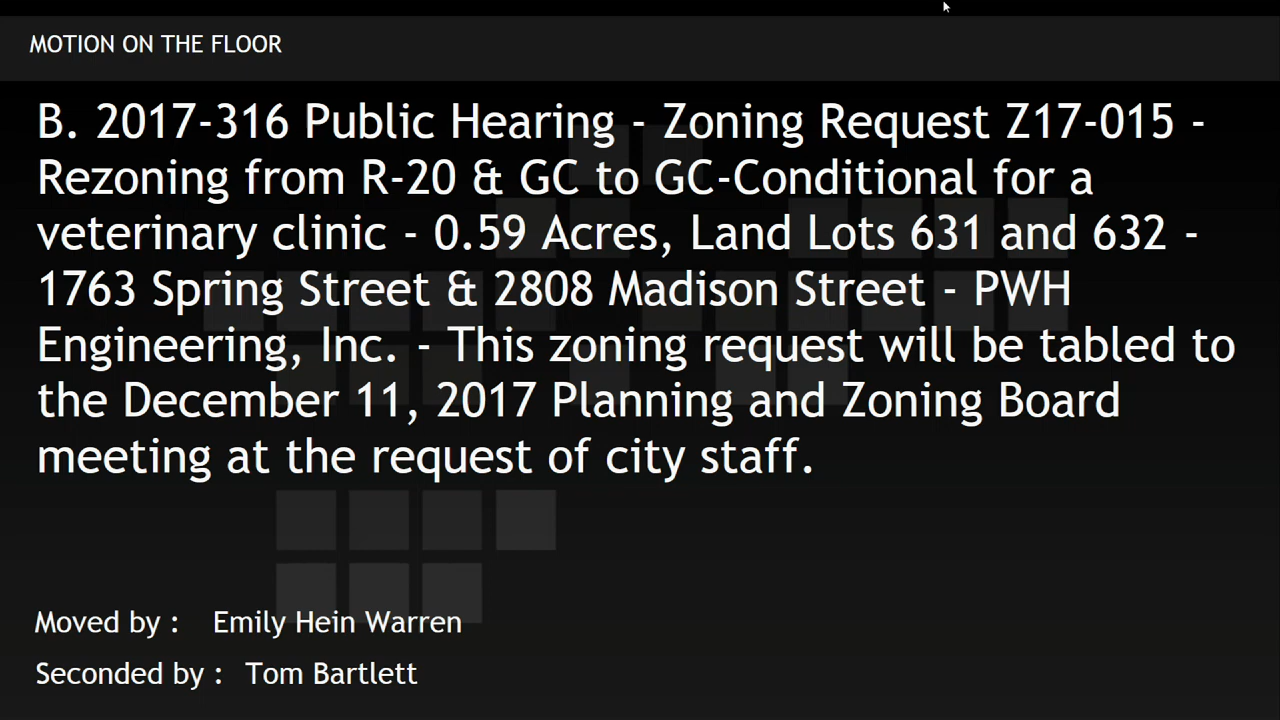 MOTION ON THE FLOOR
B. 2017-316 Public Hearing - Zoning Request Z17-015 -
Rezoning from R-20 & GC to GC-Conditional for a
veterinary clinic - 0.59 Acres, Land Lots 631 and 632 -
1763 Spring Street & 2808 Madison Street - PWH
Engineering, Inc. - This zoning request will be tabled to
the December 11, 2017 Planning and Zoning Board
meeting at the request of city staff.
Moved by : Emily Hein Warren
Seconded by : Tom Bartlett